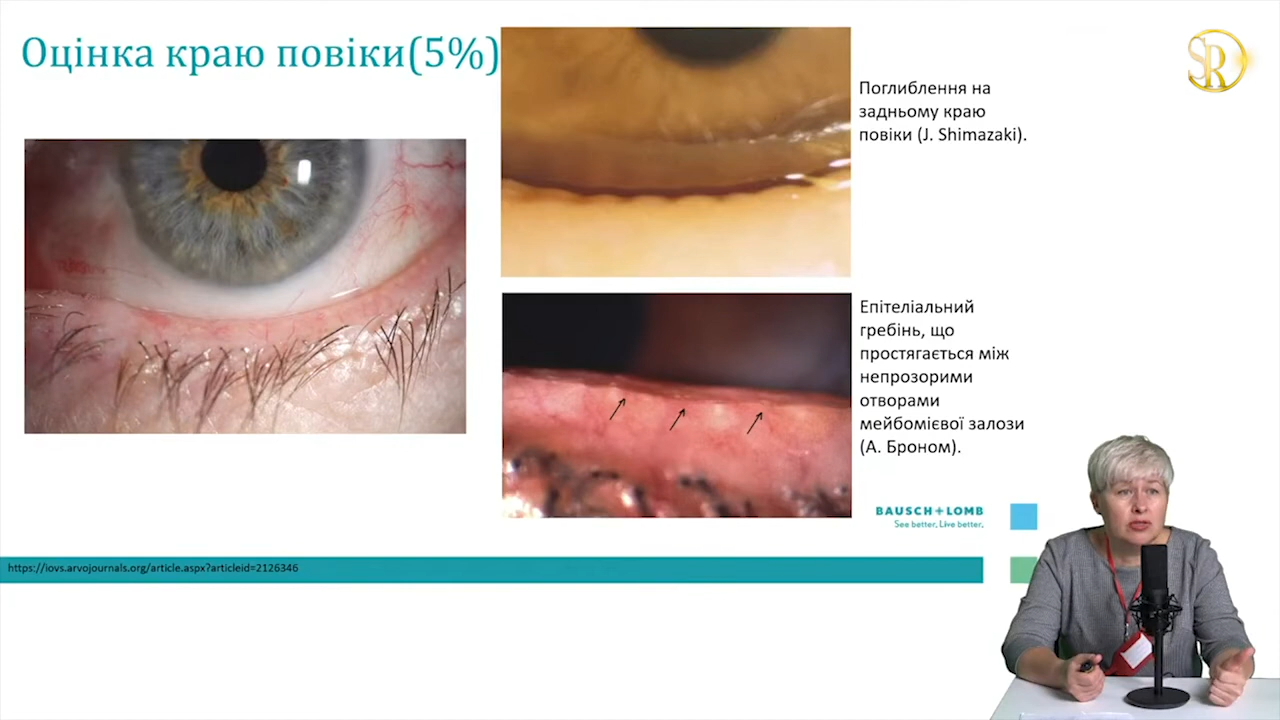 Оцінка краю повіки(5%)
SR
Поглиблення на
задньому краю
повіки (J. Shimazaki).
Епітеліальний
гребінь, що
простягається між
непрозорими
отворами
мейбомієвої залози
(А. Броном).
BAUSCH+LOMB
See better. Live better.
https://iovs.arvojournals.org/article.aspx?articleid=2126346